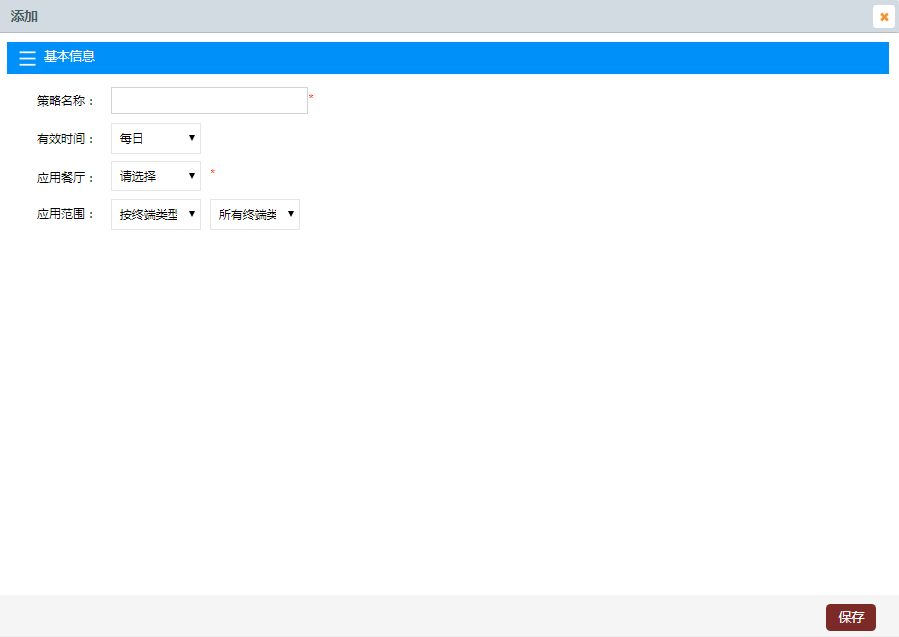 添加
基本信息
策略名称： *
有效时间： 每日
应用餐厅： 请选择 *
应用范围： 按终端类型 所有终端类
保存